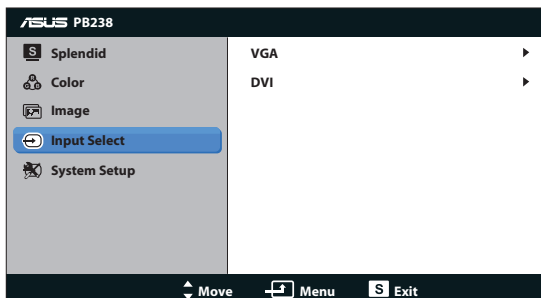 ASUS PB238
S Splendid
Color
Image
Input Select
System Setup
VGA
DVI
Move Menu S Exit